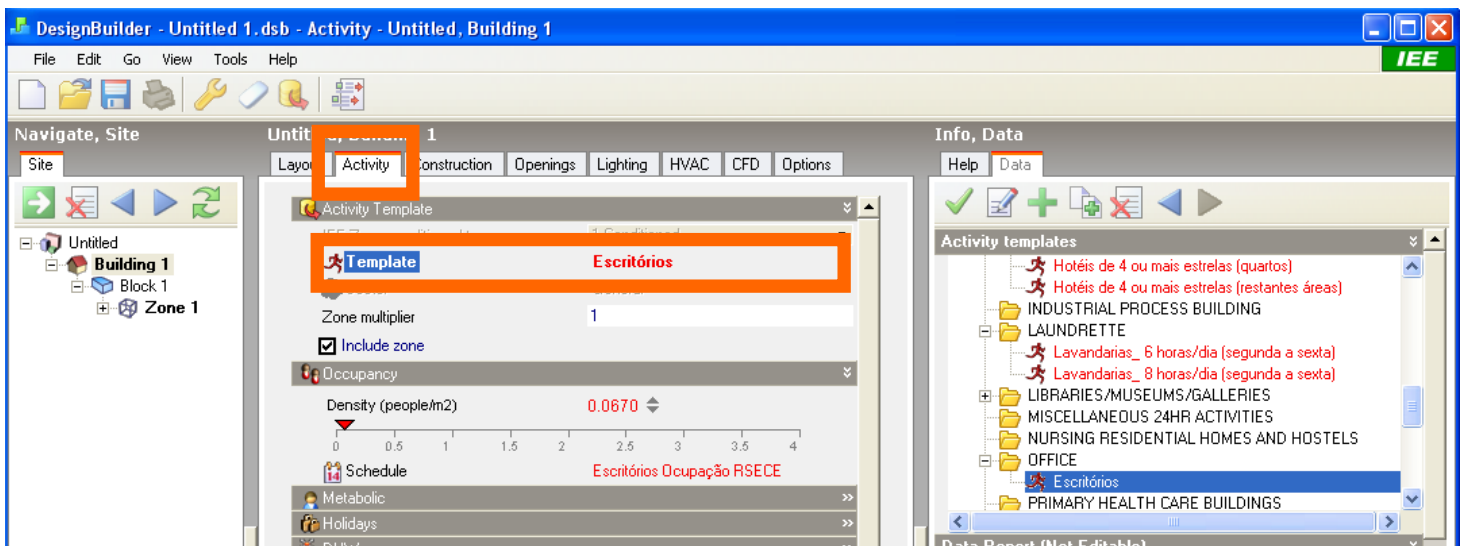 DesignBuilder - Untitled 1.dsb - Activity - Untitled, Building 1
File Edit Go View Tools Help
IEE
Navigate, Site
Site
Untitled
Building 1
Block 1
Zone 1
1
Activity Construction Openings Lighting HVAC CFD Options
Activity Template
Template Escritórios
Zone multiplier 1
Include zone
Occupancy
Density (people/m2) 0.0670
0 0.5 1 1.5 2 2.5 3 3.5 4
14 Schedule Escritórios Ocupação RSECE
Metabolic
Holidays
Info, Data
Help Data
Activity templates
Hotéis de 4 ou mais estrelas (quartos)
Hotéis de 4 ou mais estrelas (restantes áreas)
INDUSTRIAL PROCESS BUILDING
LAUNDRETTE
Lavandarias_ 6 horas/dia (segunda a sexta)
Lavandarias_ 8 horas/dia (segunda a sexta)
LIBRARIES/MUSEUMS/GALLERIES
MISCELLANEOUS 24HR ACTIVITIES
NURSING RESIDENTIAL HOMES AND HOSTELS
OFFICE
Escritórios
PRIMARY HEALTH CARE BUILDINGS
Data Report (Not Editable)